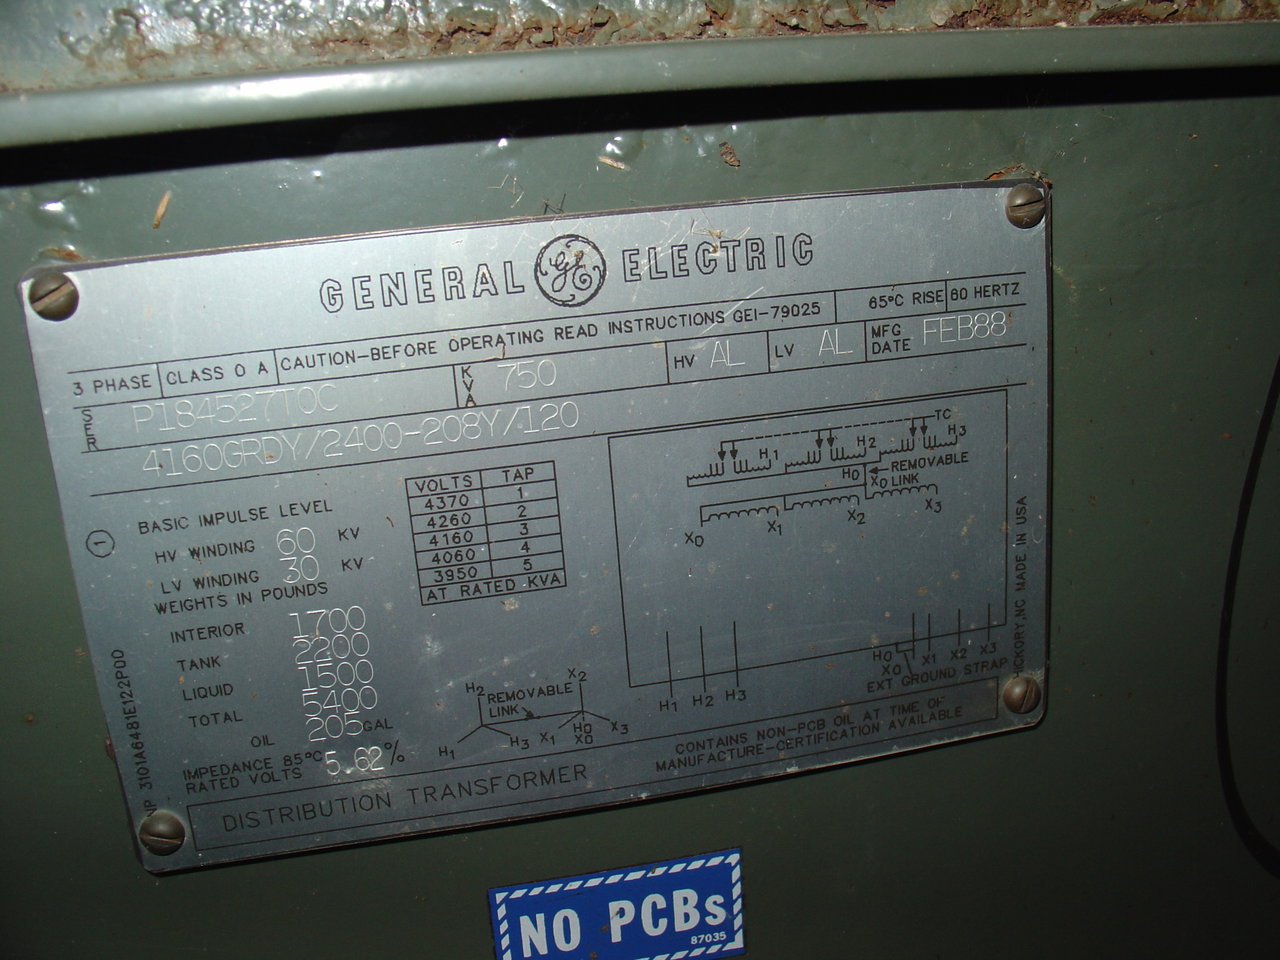 GENERAL GE ELECTRIC
3 PHASE CLASS O A CAUTION-BEFORE OPERATING READ INSTRUCTIONS GEI-79025 65°C RISE 60 HERTZ
SER P184527T0C KVA 750 HV AL LV AL MFG DATE FEB88
4160GRDY/2400-208Y/120
BASIC IMPULSE LEVEL
HV WINDING 60 KV
LV WINDING 30 KV
WEIGHTS IN POUNDS
INTERIOR 1700
TANK 2200
LIQUID 1500
TOTAL 5400
OIL 205 GAL
IMPEDANCE 85°C
RATED VOLTS 5.62%
VOLTS TAP
4370 1
4260 2
4160 3
4060 4
3950 5
AT RATED KVA
TC
H1 H2 H3
H0 X0 REMOVABLE LINK
X0 X1 X2 X3
H1 H2 H3
H0 X0 X1 X2 X3
EXT GROUND STRAP
H2 X2
REMOVABLE LINK
H1 H3 X1 H0 X0 X3
1
NP 3101A6481E122P00
HICKORY, NC MADE IN USA
DISTRIBUTION TRANSFORMER
CONTAINS NON-PCB OIL AT TIME OF
MANUFACTURE-CERTIFICATION AVAILABLE
NO PCBs
87035